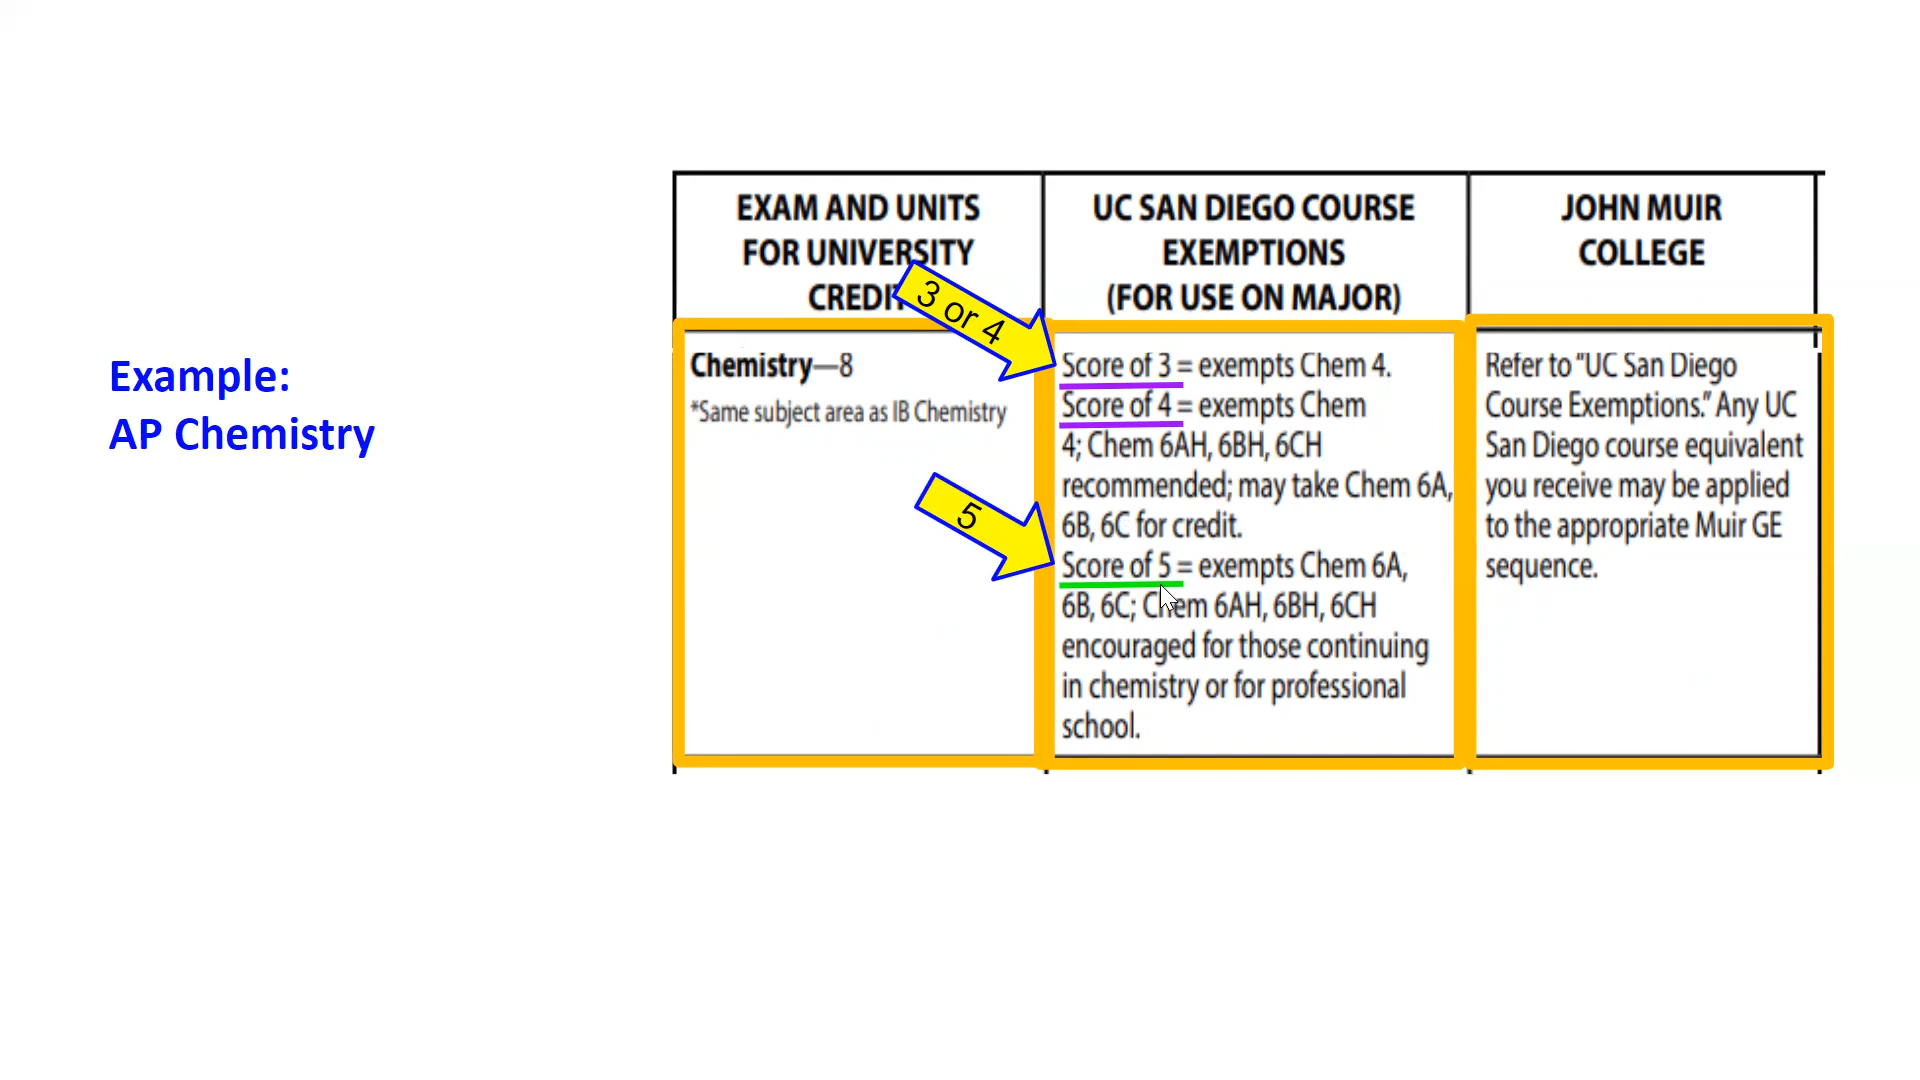 Example:
AP Chemistry
EXAM AND UNITS
FOR UNIVERSITY
CREDIT
UC SAN DIEGO COURSE
EXEMPTIONS
(FOR USE ON MAJOR)
JOHN MUIR
COLLEGE
3 or 4
5
Chemistry—8
*Same subject area as IB Chemistry
Score of 3 = exempts Chem 4.
Score of 4 = exempts Chem
4; Chem 6AH, 6BH, 6CH
recommended; may take Chem 6A,
6B, 6C for credit.
Score of 5 = exempts Chem 6A,
6B, 6C; Chem 6AH, 6BH, 6CH
encouraged for those continuing
in chemistry or for professional
school.
Refer to “UC San Diego
Course Exemptions.” Any UC
San Diego course equivalent
you receive may be applied
to the appropriate Muir GE
sequence.